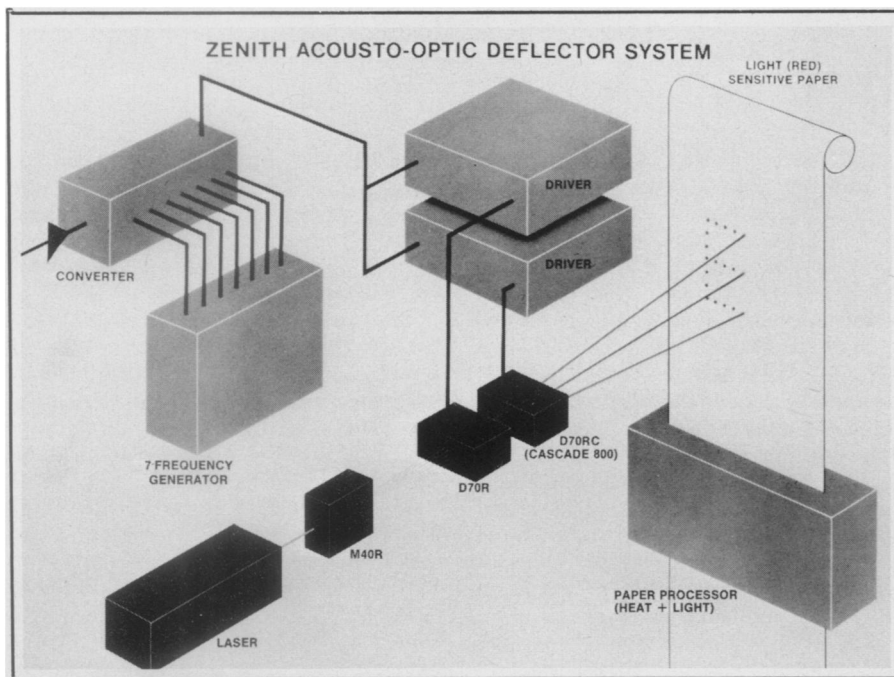 ZENITH ACOUSTO-OPTIC DEFLECTOR SYSTEM
LIGHT (RED)
SENSITIVE PAPER
DRIVER
DRIVER
CONVERTER
7-FREQUENCY
GENERATOR
D70RC
(CASCADE 800)
D70R
M40R
LASER
PAPER PROCESSOR
(HEAT + LIGHT)